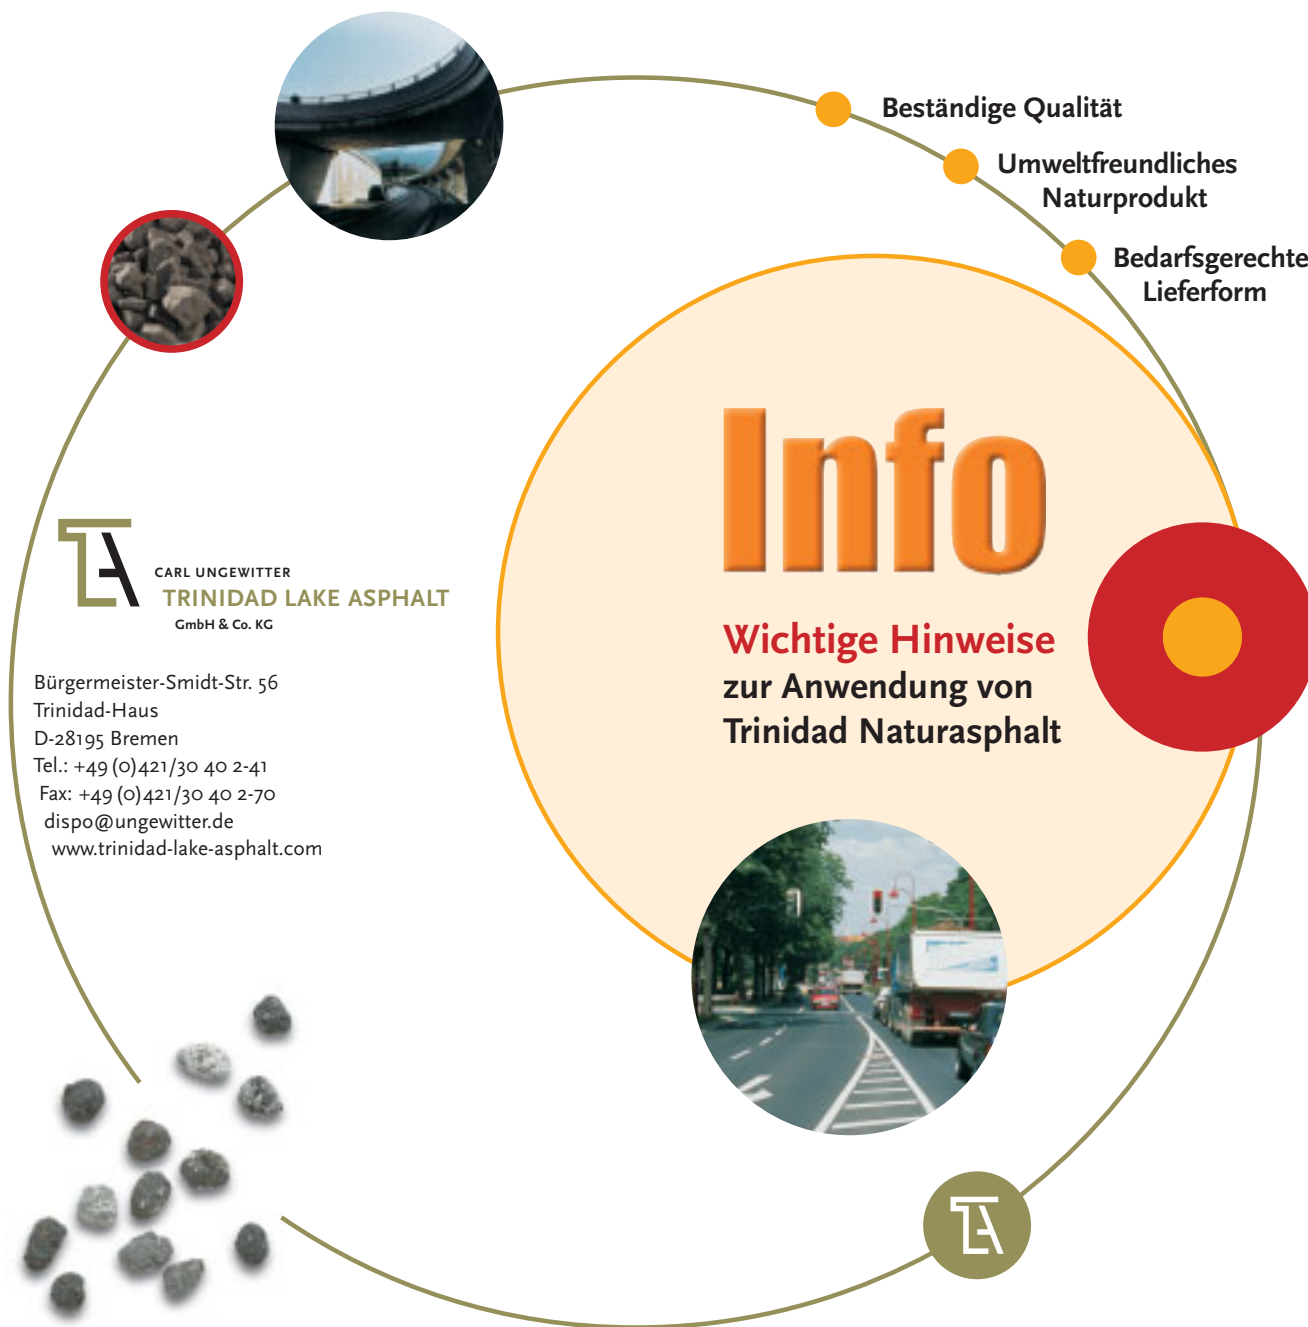 Beständige Qualität
Umweltfreundliches
Naturprodukt
Bedarfsgerechte
Lieferform
Info
Wichtige Hinweise
zur Anwendung von
Trinidad Naturasphalt
TLA
CARL UNGEWITTER
TRINIDAD LAKE ASPHALT
GmbH & Co. KG
Bürgermeister-Smidt-Str. 56
Trinidad-Haus
D-28195 Bremen
Tel.: +49 (0)421/30 40 2-41
Fax: +49 (0)421/30 40 2-70
dispo@ungewitter.de
www.trinidad-lake-asphalt.com
TLA